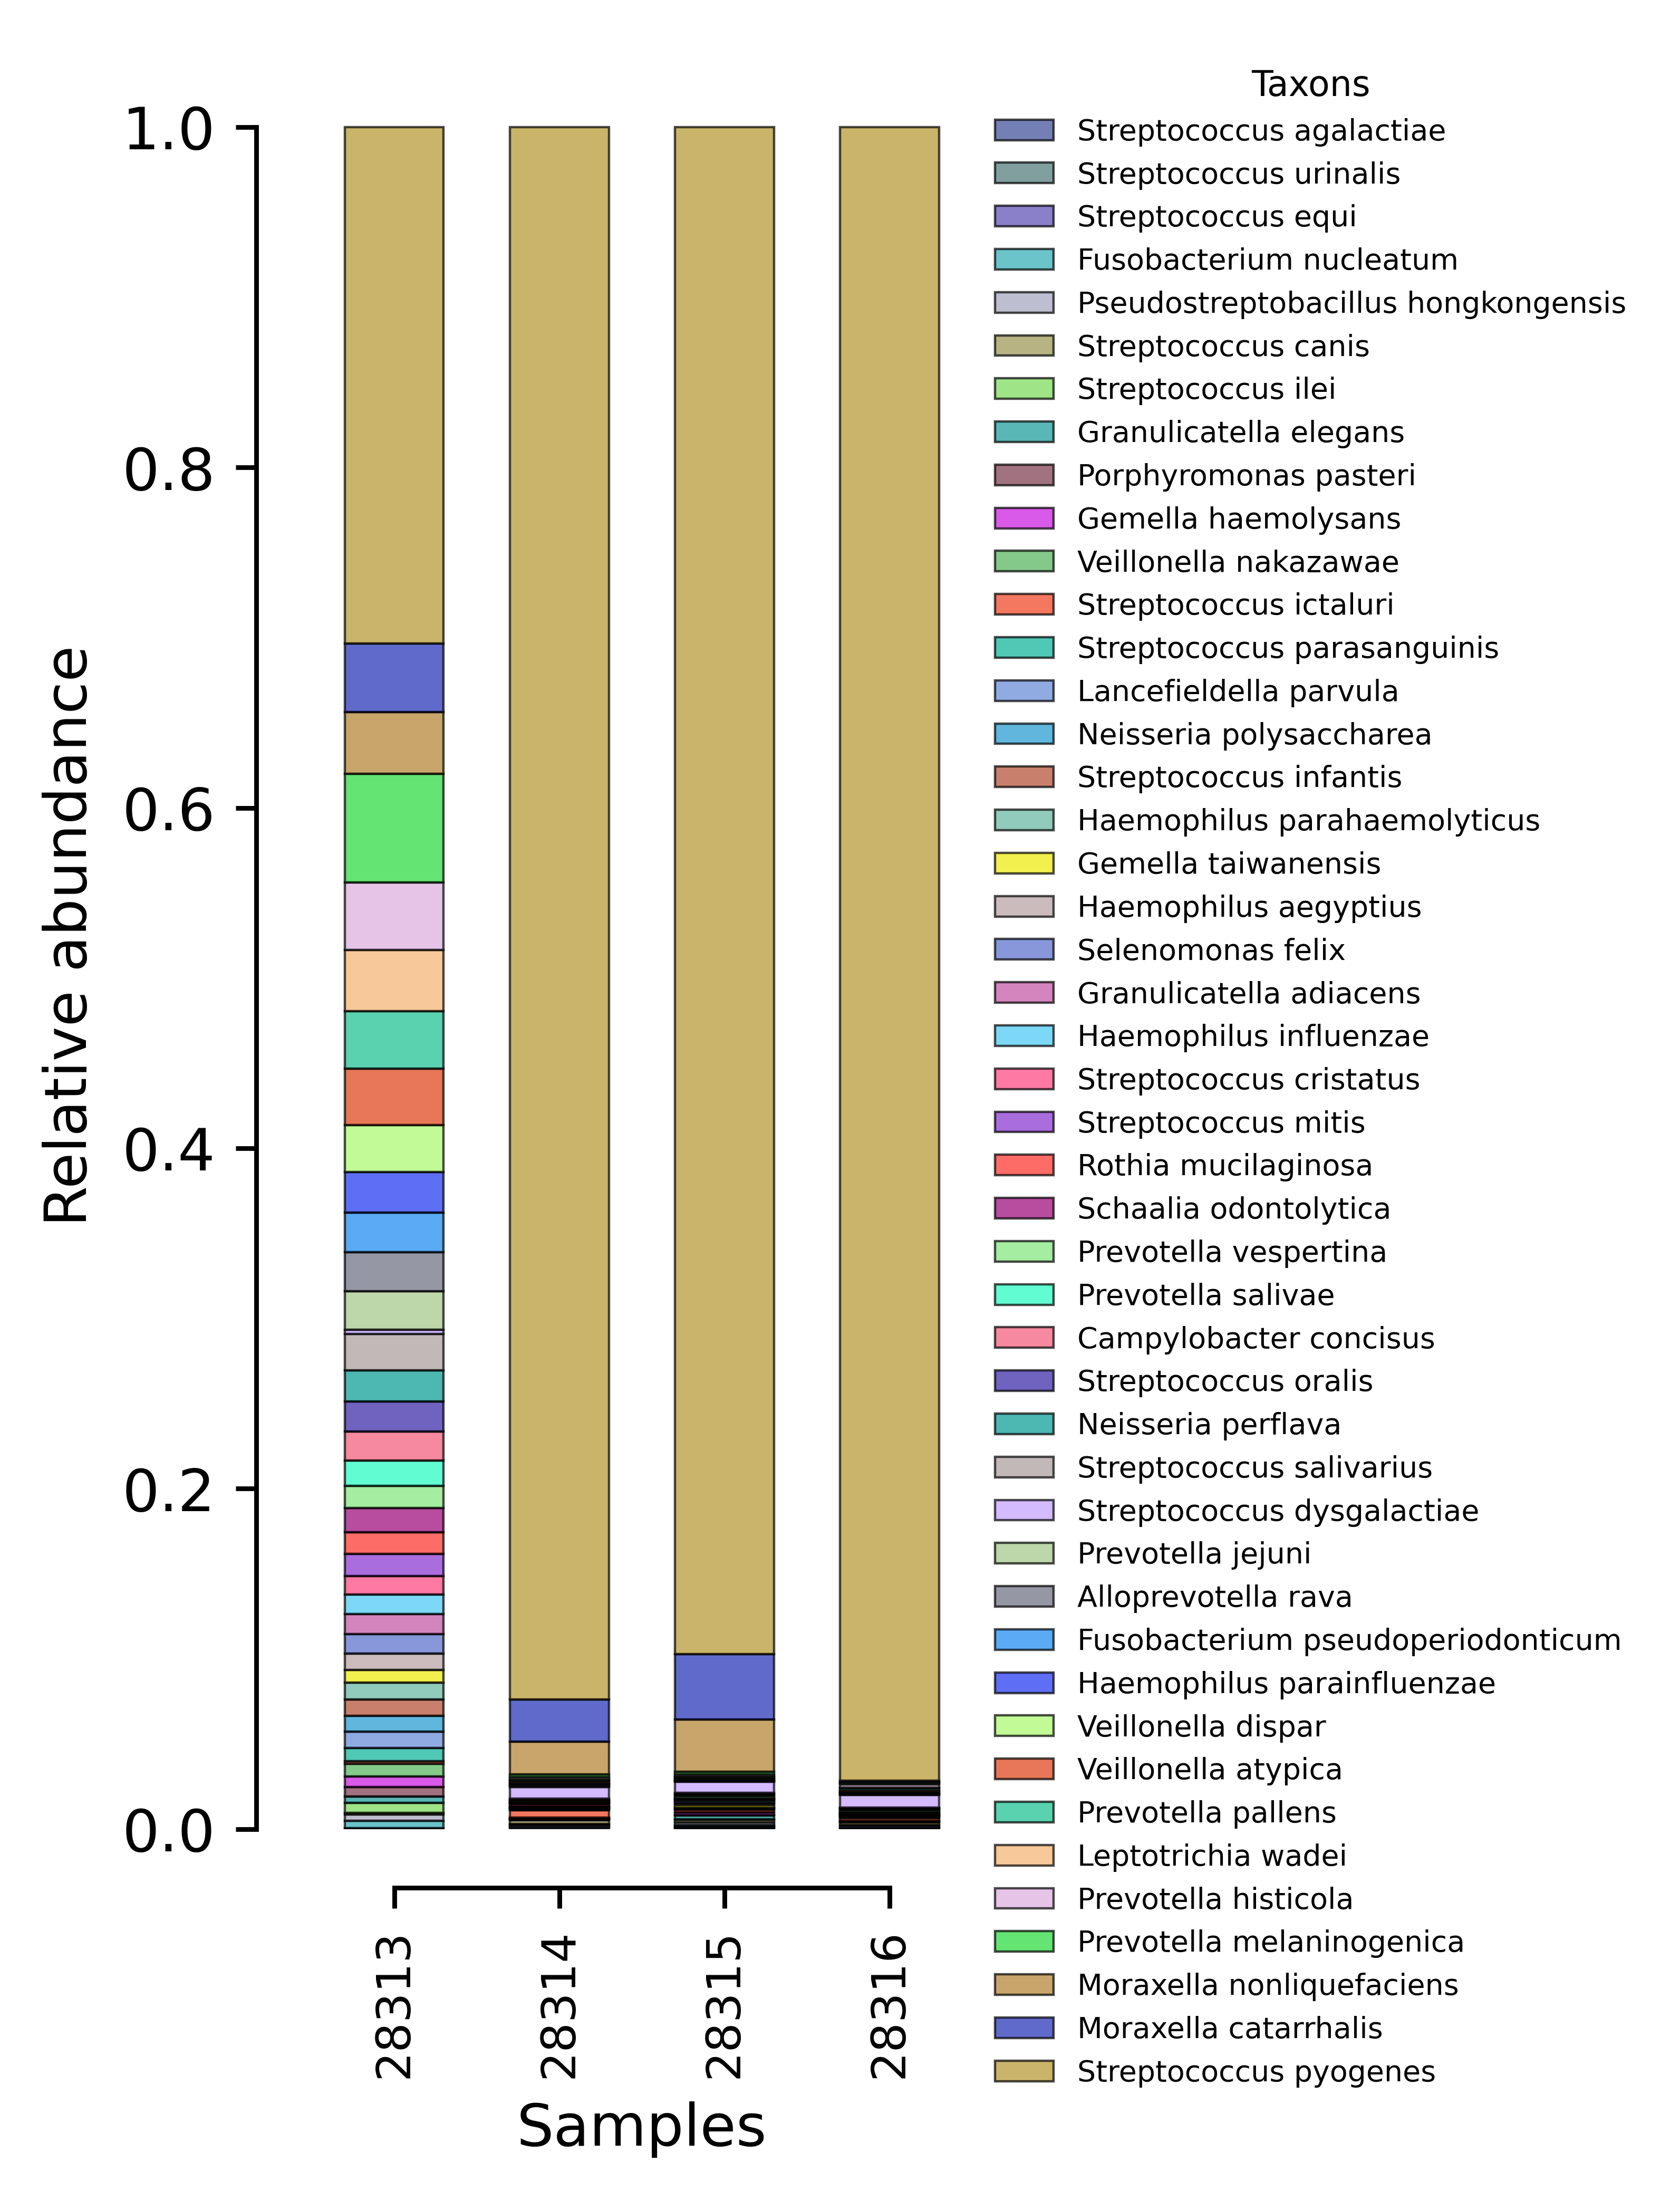 Taxons
Streptococcus agalactiae
Streptococcus urinalis
Streptococcus equi
Fusobacterium nucleatum
Pseudostreptobacillus hongkongensis
Streptococcus canis
Streptococcus ilei
Granulicatella elegans
Porphyromonas pasteri
Gemella haemolysans
Veillonella nakazawae
Streptococcus ictaluri
Streptococcus parasanguinis
Lancefieldella parvula
Neisseria polysaccharea
Streptococcus infantis
Haemophilus parahaemolyticus
Gemella taiwanensis
Haemophilus aegyptius
Selenomonas felix
Granulicatella adiacens
Haemophilus influenzae
Streptococcus cristatus
Streptococcus mitis
Rothia mucilaginosa
Schaalia odontolytica
Prevotella vespertina
Prevotella salivae
Campylobacter concisus
Streptococcus oralis
Neisseria perflava
Streptococcus salivarius
Streptococcus dysgalactiae
Prevotella jejuni
Alloprevotella rava
Fusobacterium pseudoperiodonticum
Haemophilus parainfluenzae
Veillonella dispar
Veillonella atypica
Prevotella pallens
Leptotrichia wadei
Prevotella histicola
Prevotella melaninogenica
Moraxella nonliquefaciens
Moraxella catarrhalis
Streptococcus pyogenes
Relative abundance
1.0
0.8
0.6
0.4
0.2
0.0
28313
28314
28315
28316
Samples